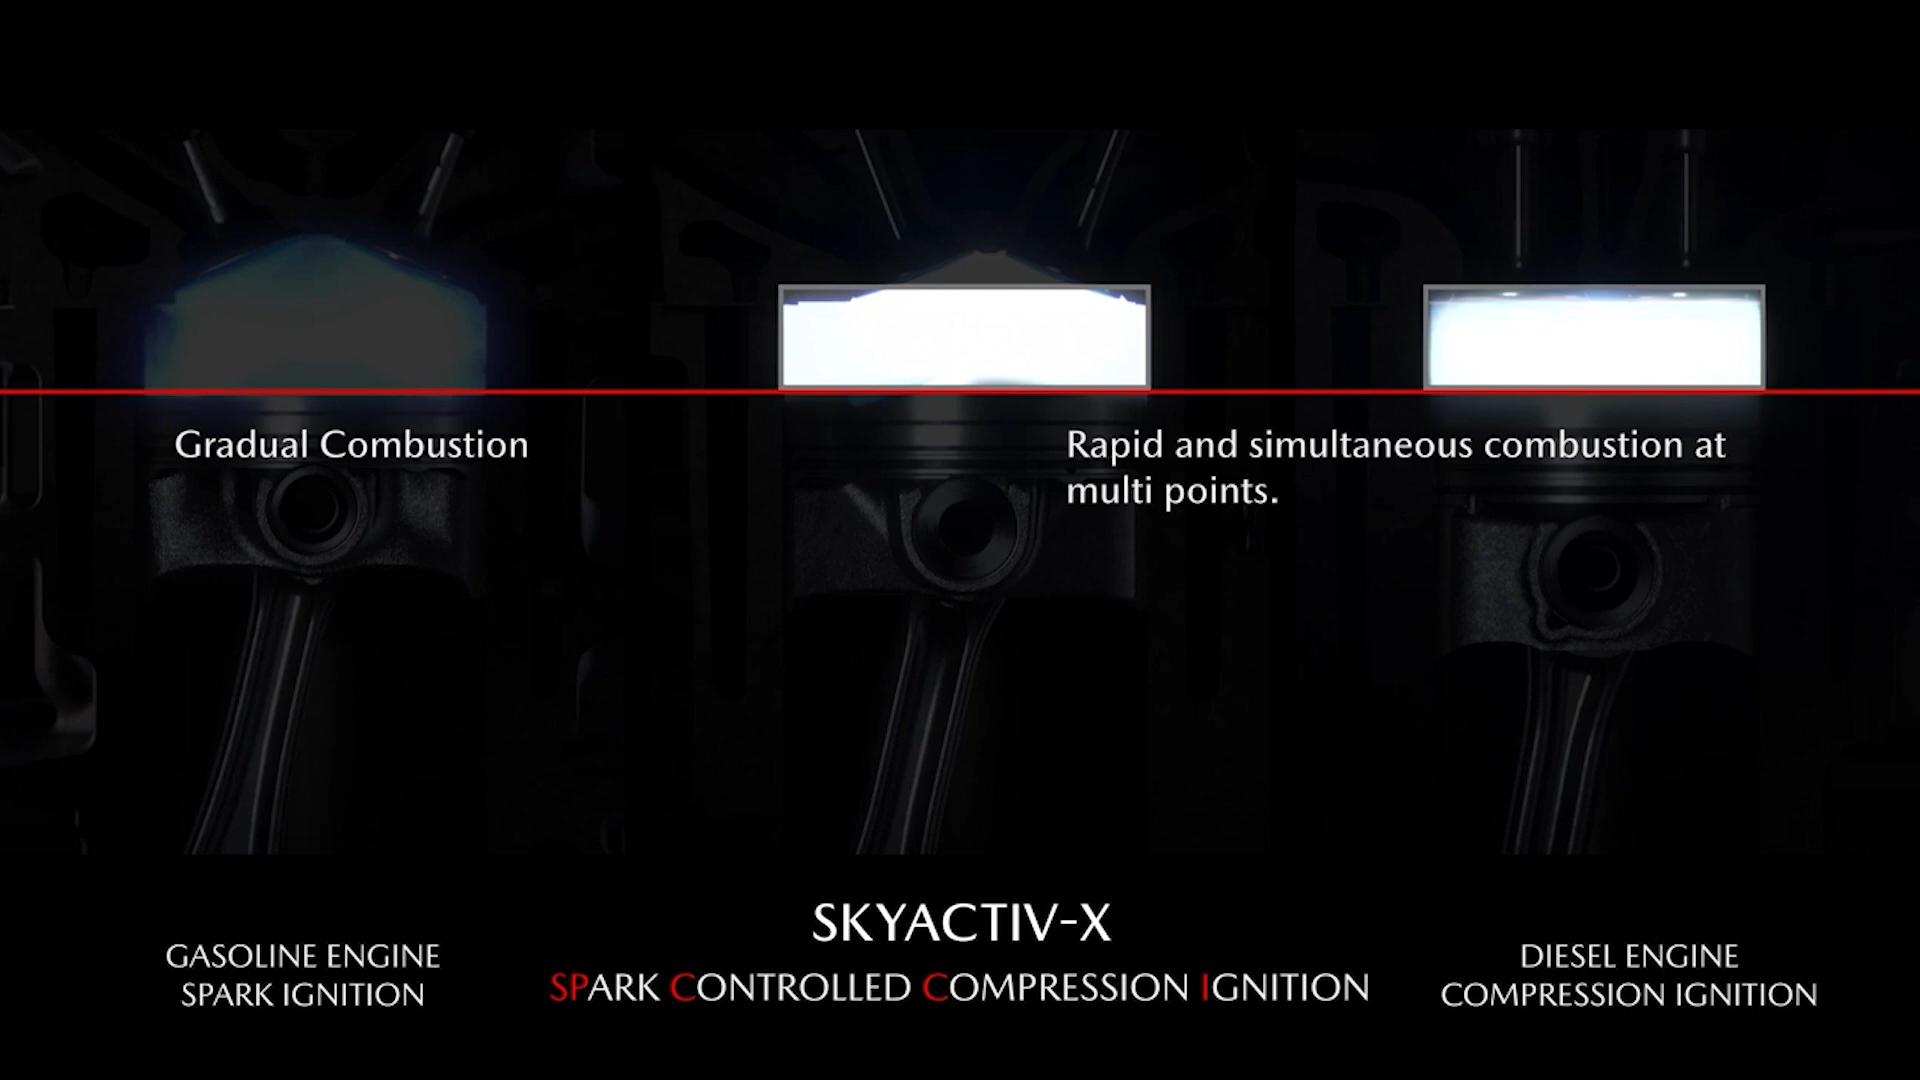 Gradual Combustion
Rapid and simultaneous combustion at
multi points.
GASOLINE ENGINE
SPARK IGNITION
SKYACTIV-X
SPARK CONTROLLED COMPRESSION IGNITION
DIESEL ENGINE
COMPRESSION IGNITION